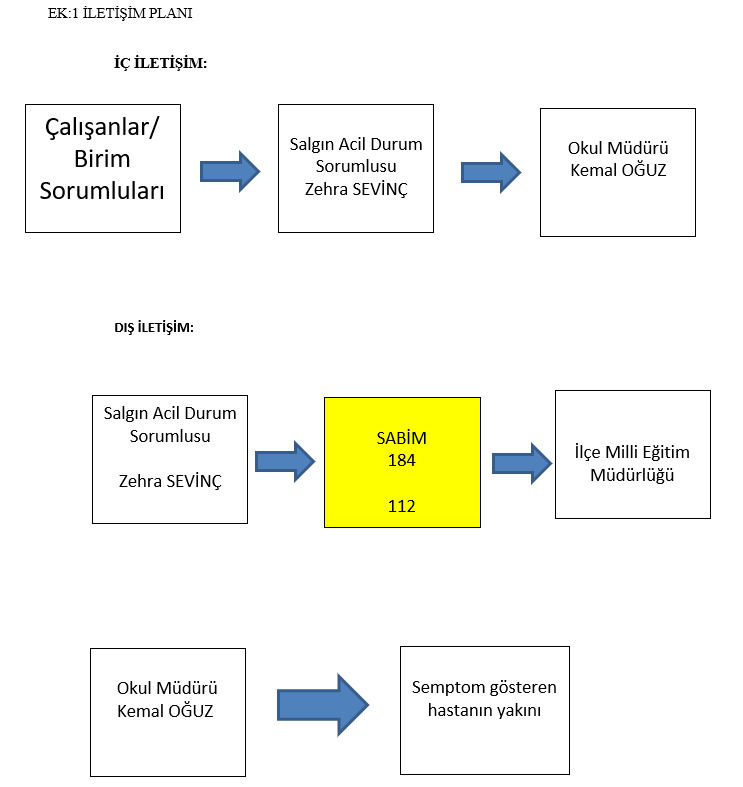 EK:1 İLETİŞİM PLANI
İÇ İLETİŞİM:
Çalışanlar/
Birim
Sorumluları
Salgın Acil Durum
Sorumlusu
Zehra SEVİNÇ
Okul Müdürü
Kemal OĞUZ
DIŞ İLETİŞİM:
Salgın Acil Durum
Sorumlusu
Zehra SEVİNÇ
SABİM
184
112
İlçe Milli Eğitim
Müdürlüğü
Okul Müdürü
Kemal OĞUZ
Semptom gösteren
hastanın yakını